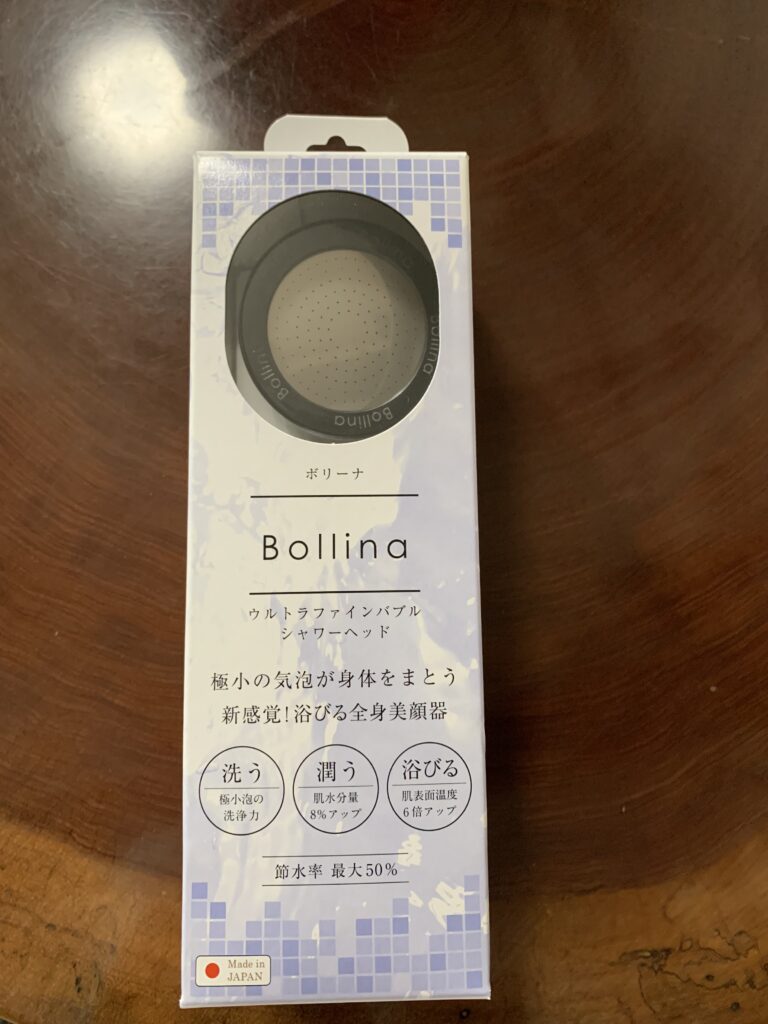 Bollina
Bollina
ボリーナ
Bollina
ウルトラファインバブル
シャワーヘッド
極小の気泡が身体をまとう
新感覚!浴びる全身美顔器
洗う
極小泡の
洗浄力
潤う
肌水分量
8%アップ
浴びる
肌表面温度
6倍アップ
節水率 最大50%
Made in
JAPAN